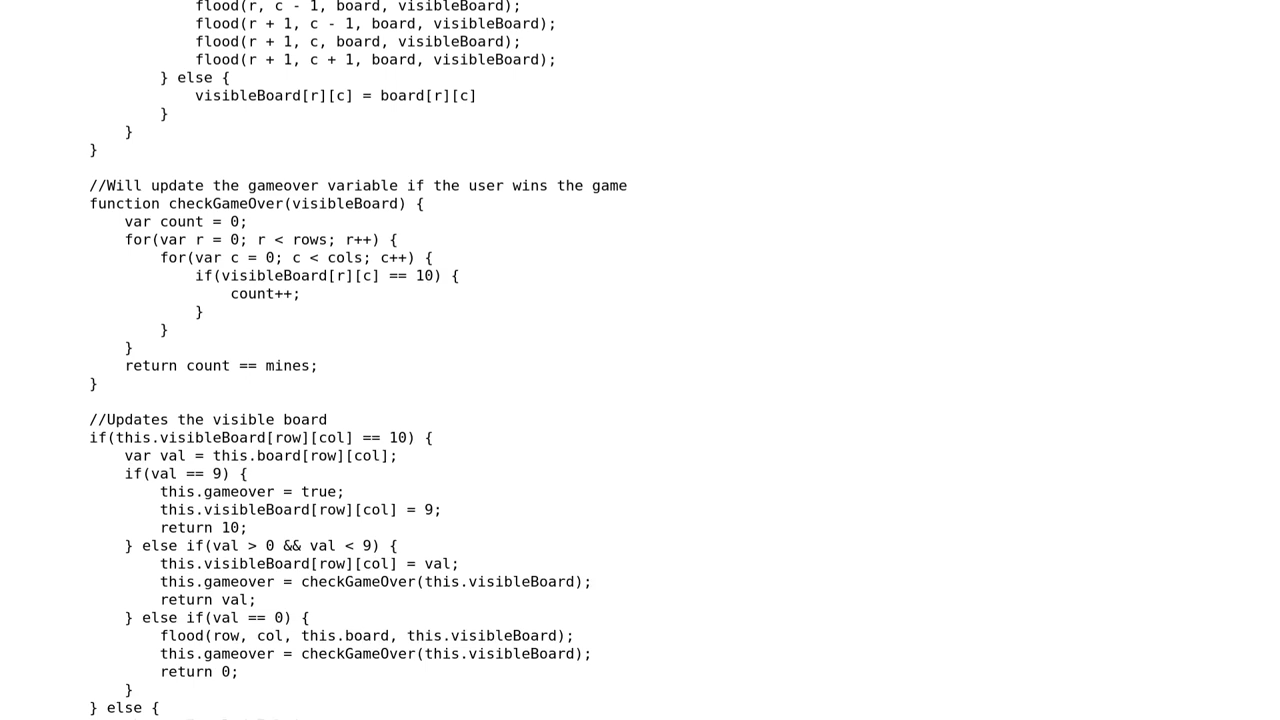 flood(r, c - 1, board, visibleBoard);
            flood(r + 1, c - 1, board, visibleBoard);
            flood(r + 1, c, board, visibleBoard);
            flood(r + 1, c + 1, board, visibleBoard);
        } else {
            visibleBoard[r][c] = board[r][c]
        }
    }
}

//Will update the gameover variable if the user wins the game
function checkGameOver(visibleBoard) {
    var count = 0;
    for(var r = 0; r < rows; r++) {
        for(var c = 0; c < cols; c++) {
            if(visibleBoard[r][c] == 10) {
                count++;
            }
        }
    }
    return count == mines;
}

//Updates the visible board
if(this.visibleBoard[row][col] == 10) {
    var val = this.board[row][col];
    if(val == 9) {
        this.gameover = true;
        this.visibleBoard[row][col] = 9;
        return 10;
    } else if(val > 0 && val < 9) {
        this.visibleBoard[row][col] = val;
        this.gameover = checkGameOver(this.visibleBoard);
        return val;
    } else if(val == 0) {
        flood(row, col, this.board, this.visibleBoard);
        this.gameover = checkGameOver(this.visibleBoard);
        return 0;
    }
} else {